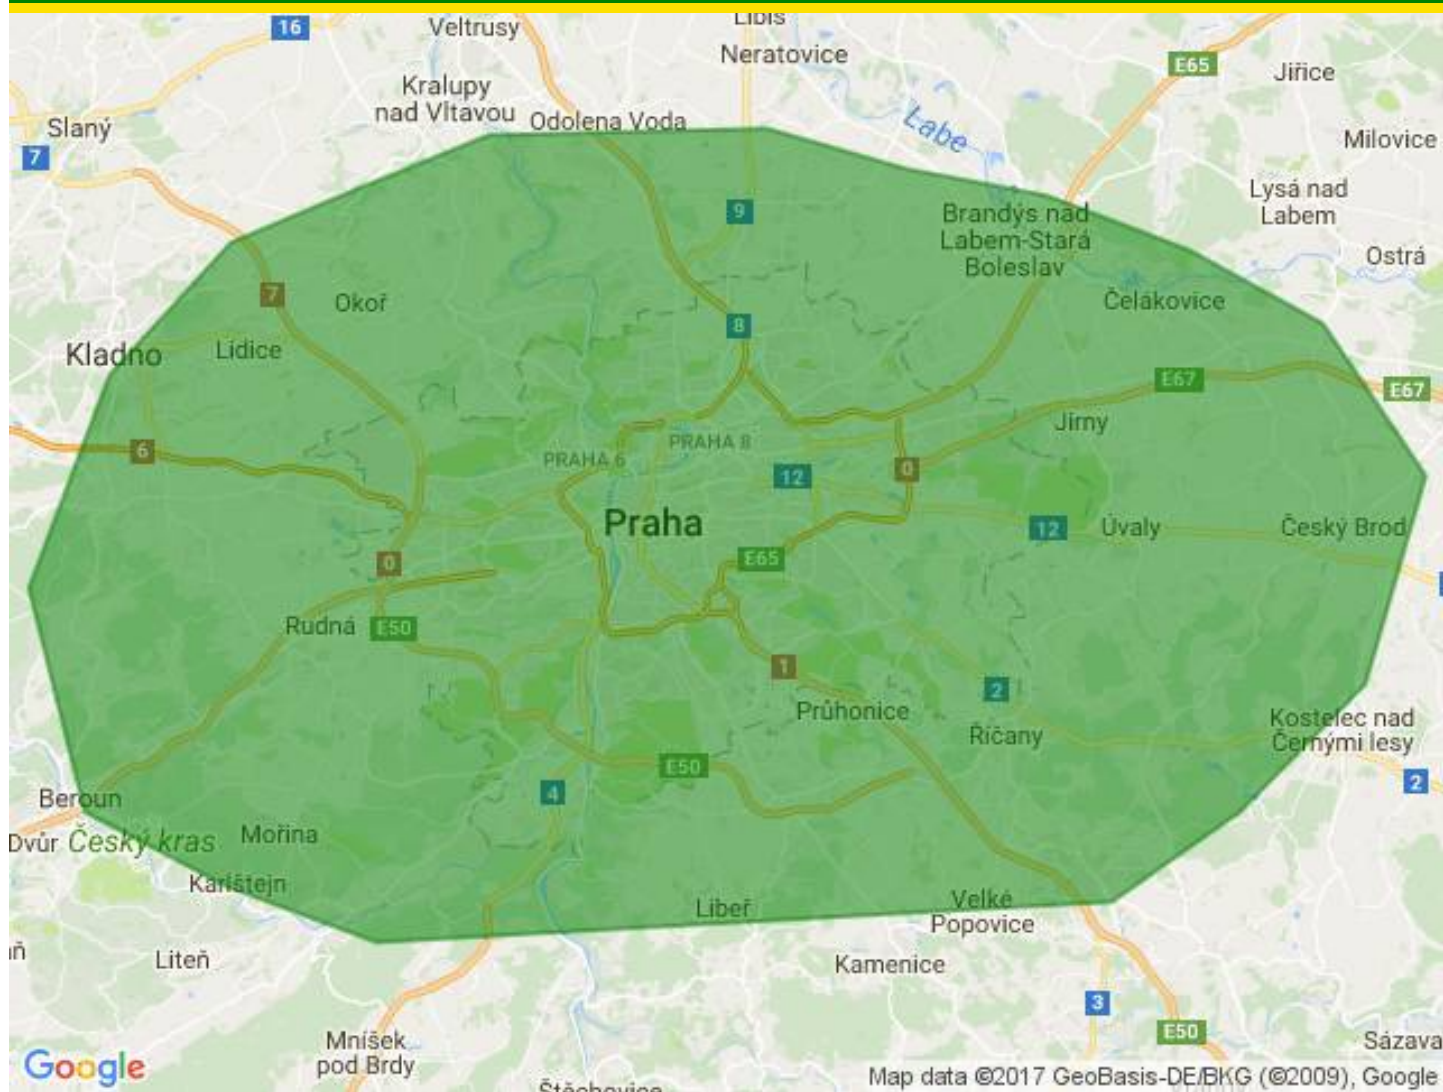 16
Veltrusy
Libis
Neratovice
E65
Jiřice
Kralupy
nad Vltavou
Odolena Voda
Labe
Slaný
7
Milovice
Lysá nad
Labem
9
Brandýs nad
Labem-Stará
Boleslav
Ostrá
7
Okoř
Čelákovice
8
Kladno
Lidice
E67
E67
Jirny
PRAHA 8
PRAHA 6
6
12
0
Praha
12
Úvaly
Český Brod
E65
0
Rudná
E50
1
2
Průhonice
Říčany
Kostelec nad
Černými lesy
E50
2
4
Beroun
Dvůr
Český kras
Mořina
Karlštejn
Libeř
Velké
Popovice
Liteň
Kamenice
3
E50
Mníšek
pod Brdy
Sázava
Google
Štěchovice
Map data ©2017 GeoBasis-DE/BKG (©2009), Google